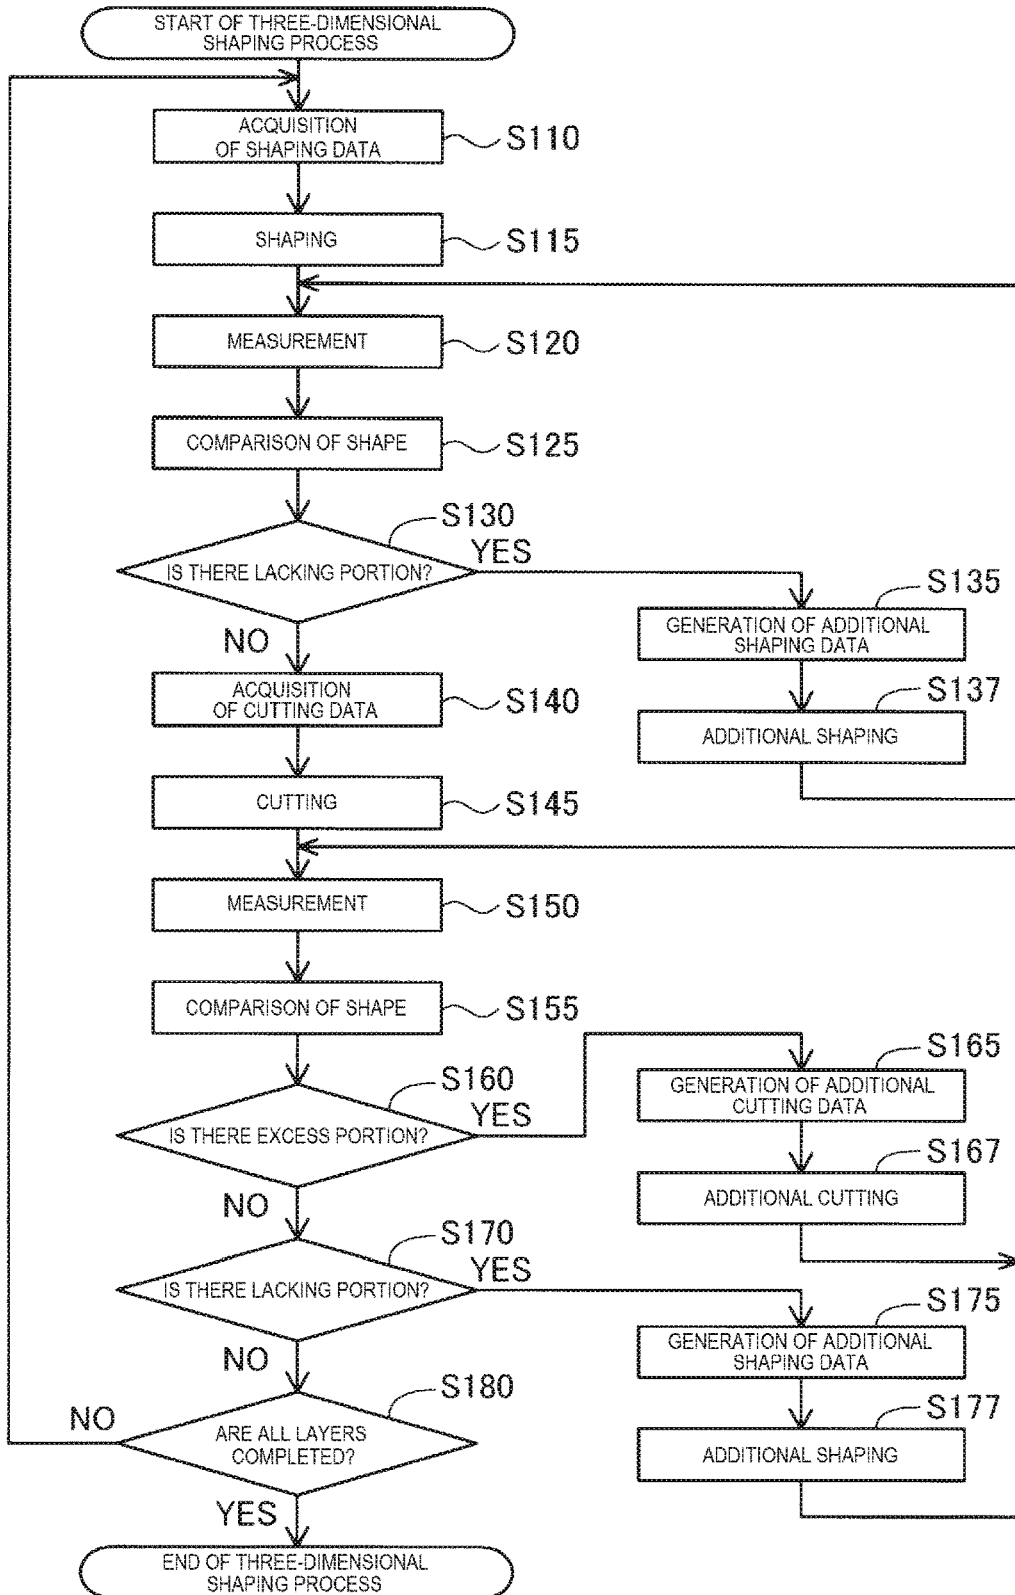 START OF THREE-DIMENSIONAL
SHAPING PROCESS
ACQUISITION
OF SHAPING DATA
S110
SHAPING
S115
MEASUREMENT
S120
COMPARISON OF SHAPE
S125
S130
IS THERE LACKING PORTION?
YES
NO
S135
GENERATION OF ADDITIONAL
SHAPING DATA
S137
ADDITIONAL SHAPING
ACQUISITION
OF CUTTING DATA
S140
CUTTING
S145
MEASUREMENT
S150
COMPARISON OF SHAPE
S155
S160
IS THERE EXCESS PORTION?
YES
NO
S165
GENERATION OF ADDITIONAL
CUTTING DATA
S167
ADDITIONAL CUTTING
S170
IS THERE LACKING PORTION?
YES
NO
S175
GENERATION OF ADDITIONAL
SHAPING DATA
S177
ADDITIONAL SHAPING
S180
ARE ALL LAYERS
COMPLETED?
NO
YES
END OF THREE-DIMENSIONAL
SHAPING PROCESS